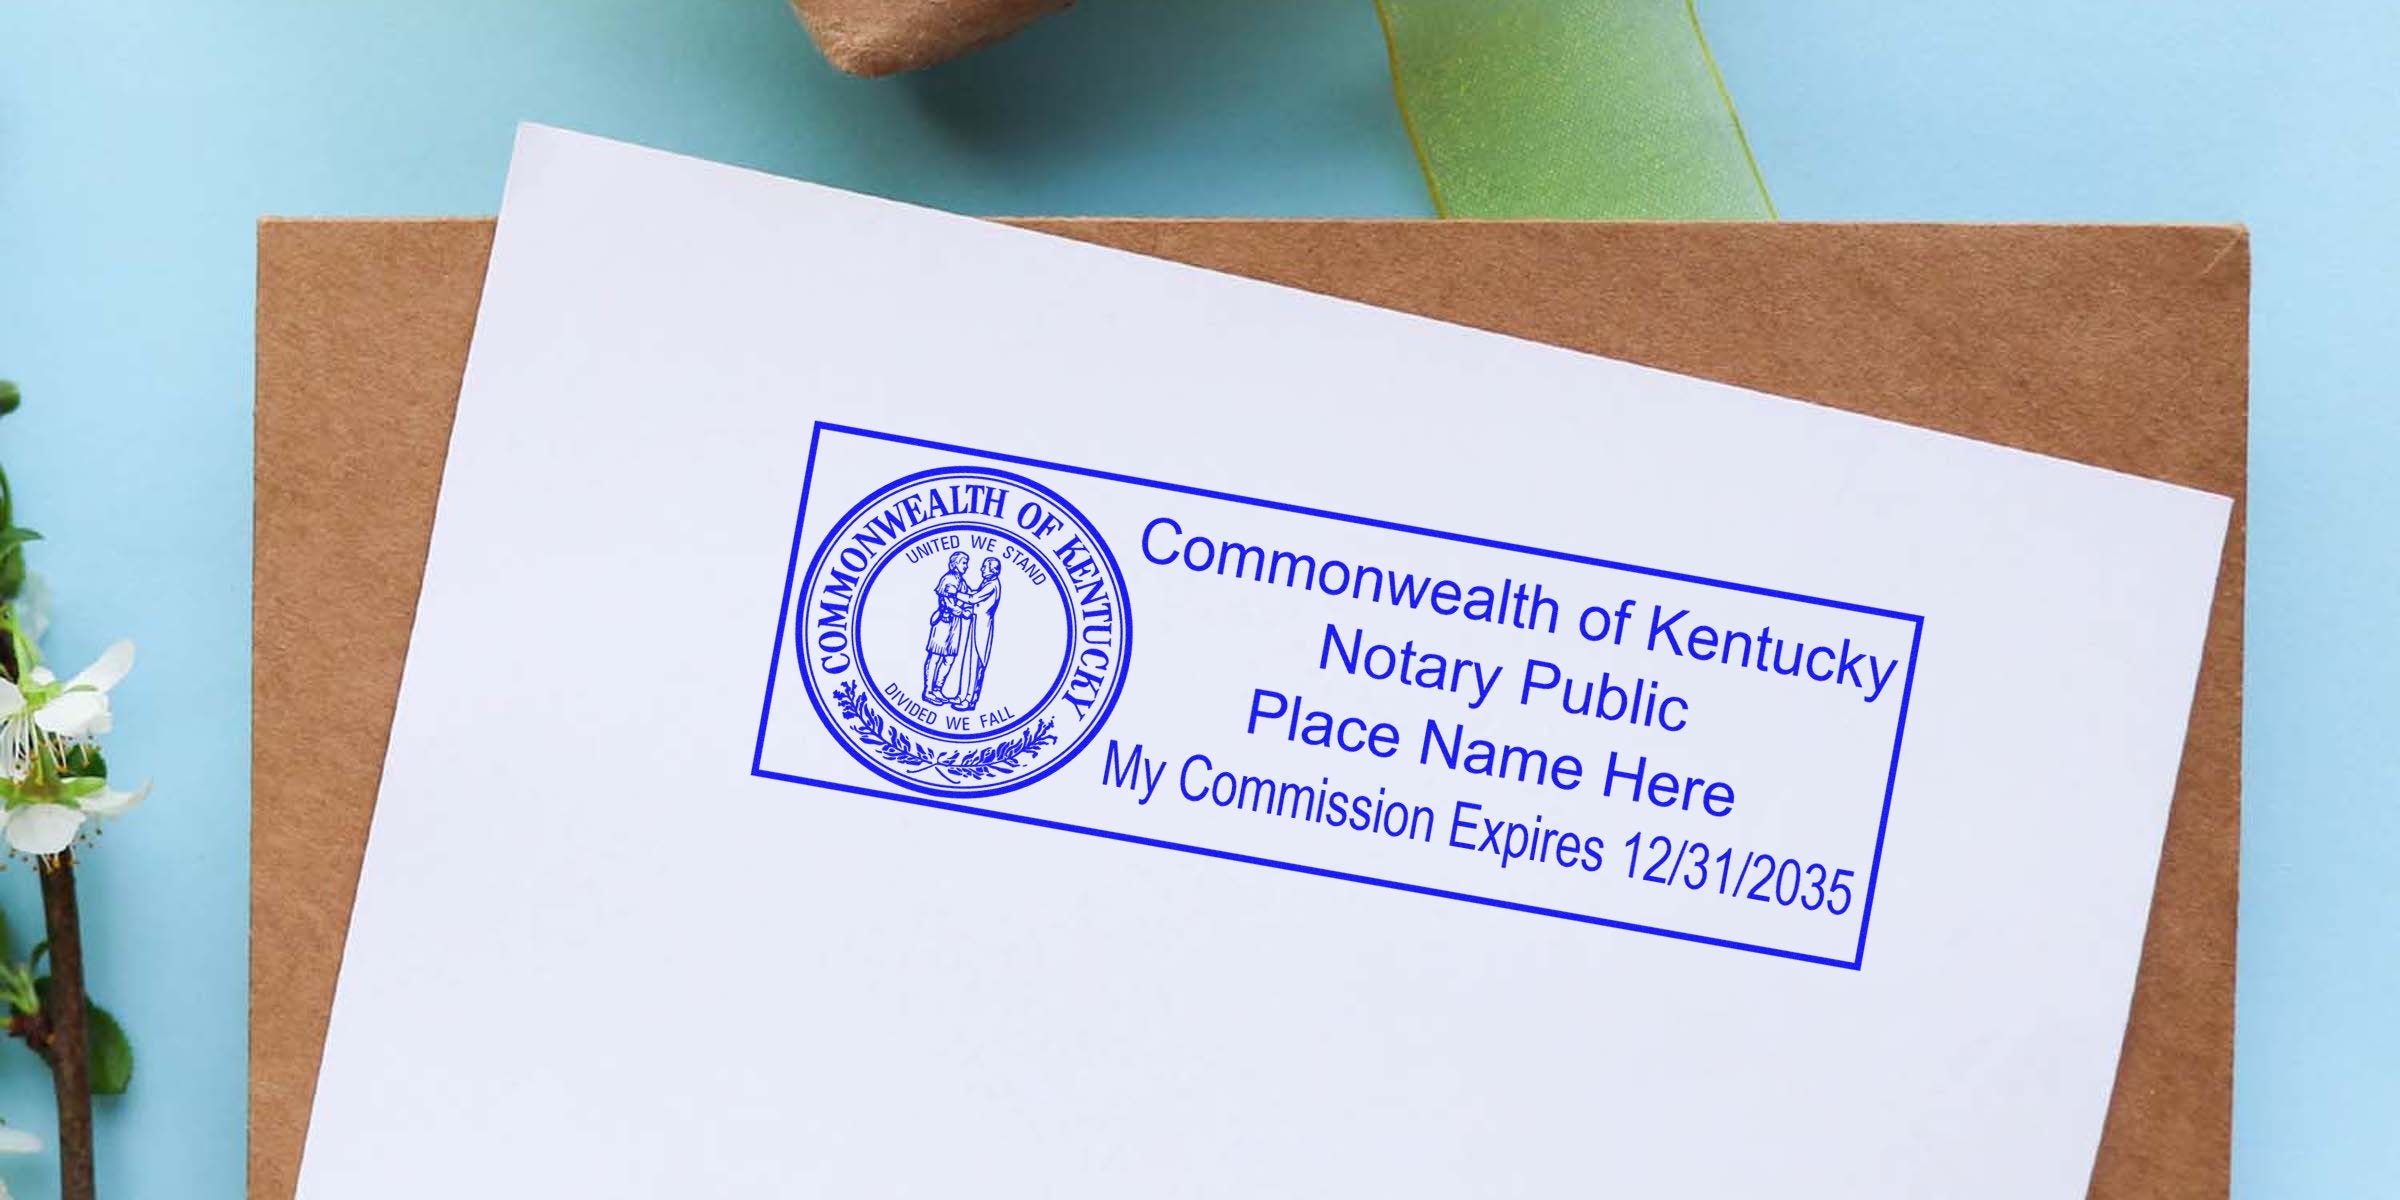 COMMONWEALTH OF KENTUCKY
UNITED WE STAND
DIVIDED WE FALL
Commonwealth of Kentucky
Notary Public
Place Name Here
My Commission Expires 12/31/2035